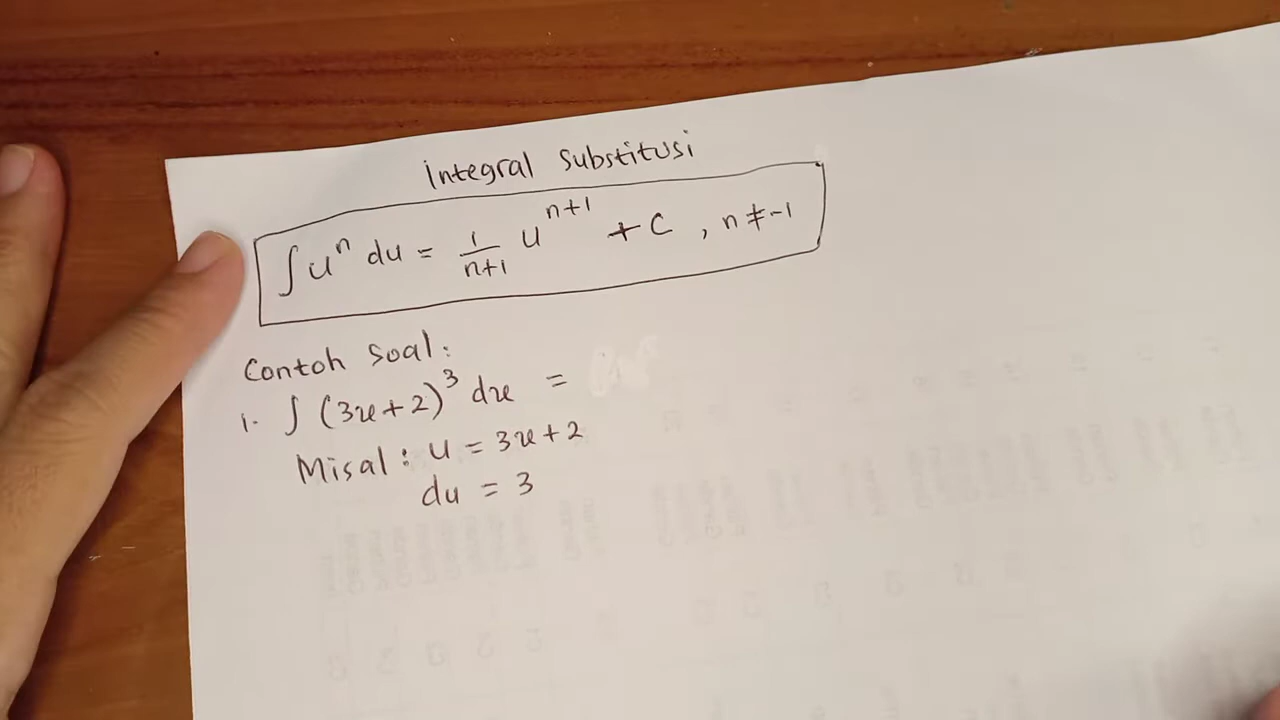 integral Substitusi
∫ uⁿ du = 1/(n+1) u^(n+1) + C , n ≠ -1
Contoh Soal :
1. ∫ (3x+2)³ dx =
Misal : u = 3x+2
du = 3